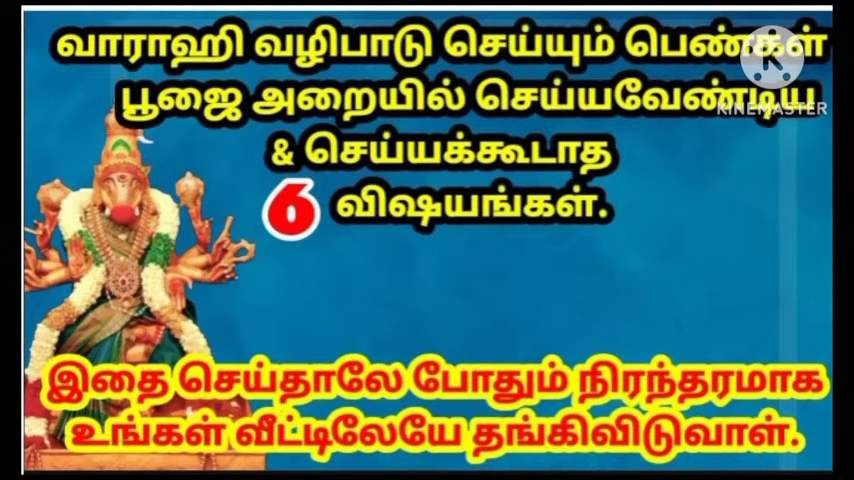 வாராஹி வழிபாடு செய்யும் பெண்கள்
பூஜை அறையில் செய்யவேண்டிய
KINEMASTER
& செய்யக்கூடாத
6 விஷயங்கள்.
இதை செய்தாலே போதும் நிரந்தரமாக
உங்கள் வீட்டிலேயே தங்கிவிடுவாள்.